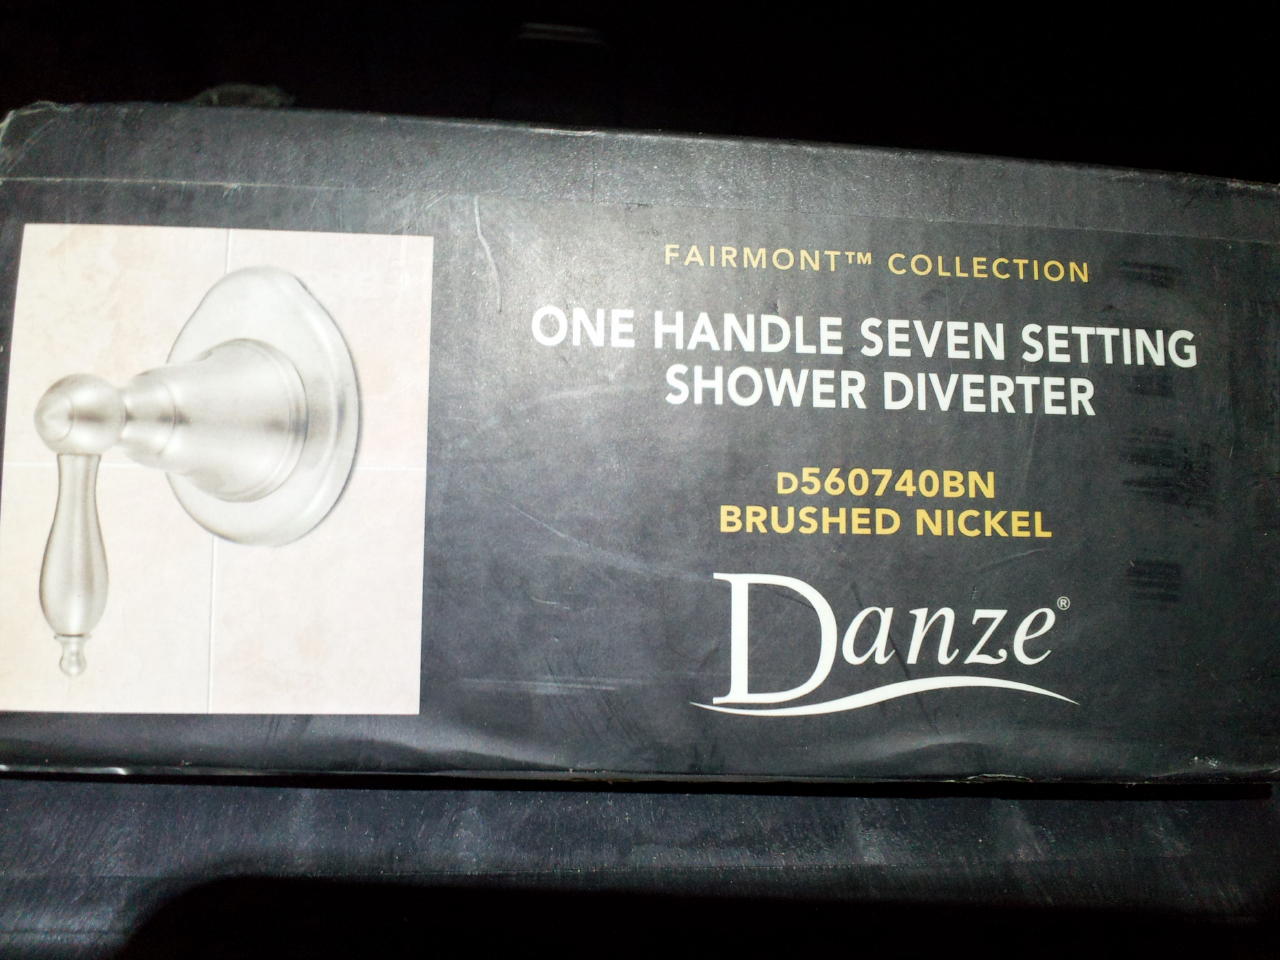 FAIRMONT™ COLLECTION
ONE HANDLE SEVEN SETTING
SHOWER DIVERTER
D560740BN
BRUSHED NICKEL
Danze®